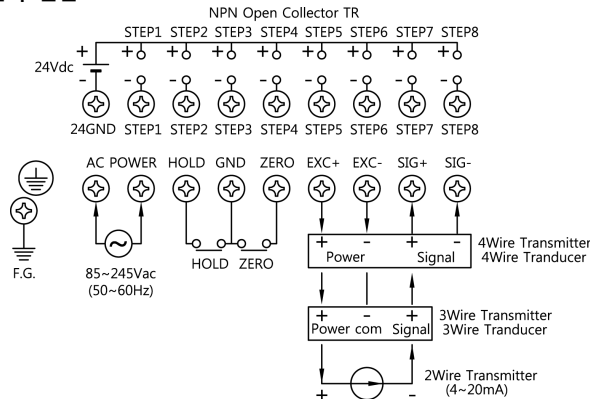 NPN Open Collector TR
STEP1 STEP2 STEP3 STEP4 STEP5 STEP6 STEP7 STEP8
+ + + + + + + + +
24Vdc
- - - - - - - - -
24GND STEP1 STEP2 STEP3 STEP4 STEP5 STEP6 STEP7 STEP8
AC POWER HOLD GND ZERO EXC+ EXC- SIG+ SIG-
F.G.
85~245Vac
(50~60Hz)
HOLD ZERO
+ - + -
Power Signal
4Wire Transmitter
4Wire Tranducer
+ - +
Power com Signal
3Wire Transmitter
3Wire Tranducer
2Wire Transmitter
(4~20mA)
+ -